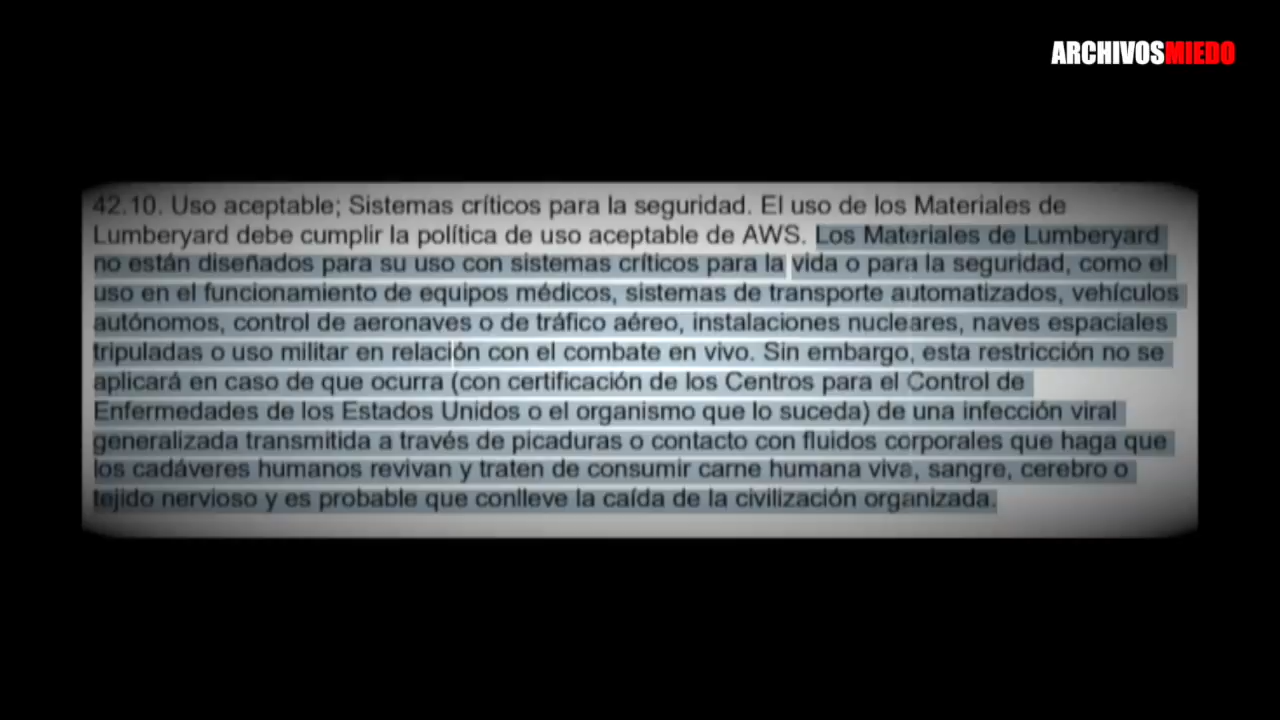 ARCHIVOSMIEDO
42.10. Uso aceptable; Sistemas críticos para la seguridad. El uso de los Materiales de
Lumberyard debe cumplir la política de uso aceptable de AWS. Los Materiales de Lumberyard
no están diseñados para su uso con sistemas críticos para la vida o para la seguridad, como el
uso en el funcionamiento de equipos médicos, sistemas de transporte automatizados, vehículos
autónomos, control de aeronaves o de tráfico aéreo, instalaciones nucleares, naves espaciales
tripuladas o uso militar en relación con el combate en vivo. Sin embargo, esta restricción no se
aplicará en caso de que ocurra (con certificación de los Centros para el Control de
Enfermedades de los Estados Unidos o el organismo que lo suceda) de una infección viral
generalizada transmitida a través de picaduras o contacto con fluidos corporales que haga que
los cadáveres humanos revivan y traten de consumir carne humana viva, sangre, cerebro o
tejido nervioso y es probable que conlleve la caída de la civilización organizada.